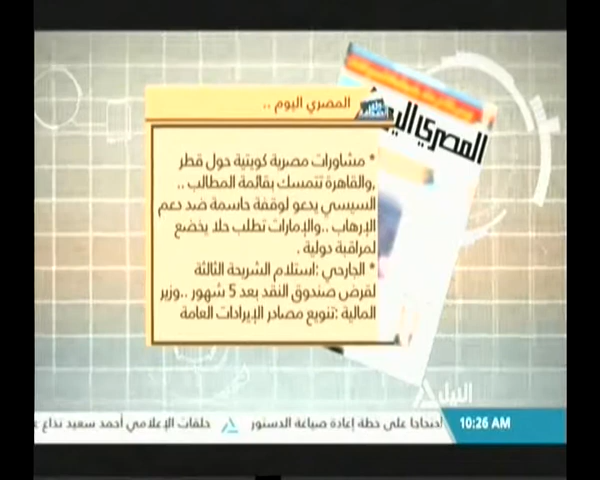 المصري اليوم ..
المصري اليوم
* مشاورات مصرية كويتية حول قطر
,والقاهرة تتمسك بقائمة المطالب ..
السيسي يدعو لوقفة حاسمة ضد دعم
الإرهاب ..والإمارات تطلب حلا يخضع
لمراقبة دولية .
* الجارحي :استلام الشريحة الثالثة
لقرض صندوق النقد بعد 5 شهور ..وزير
المالية :تنويع مصادر الإيرادات العامة
النيل
احتجاجا على خطة إعادة صياغة الدستور حلقات الإعلامي أحمد سعيد تذاع
10:26 AM